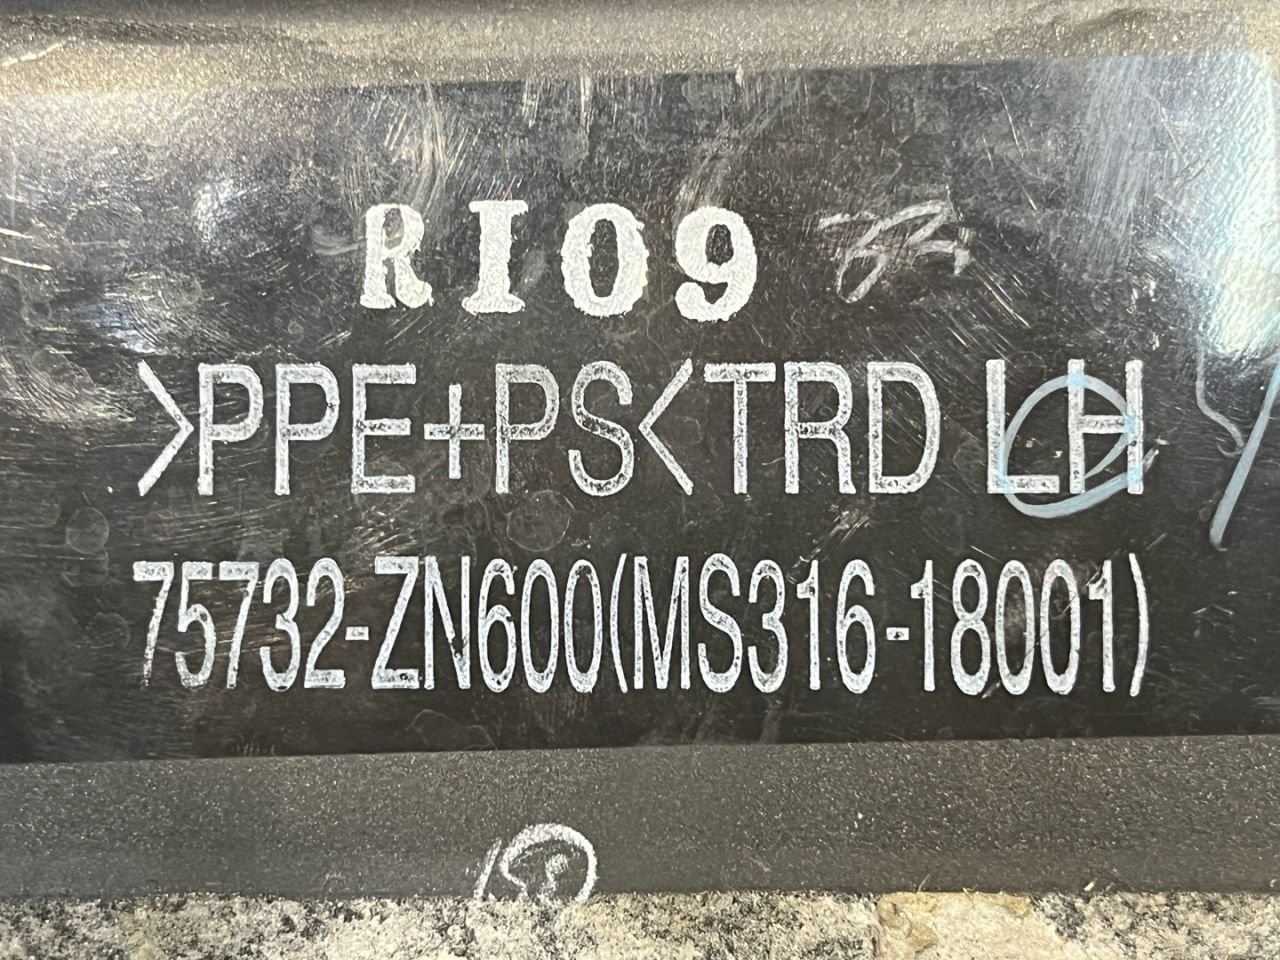 RI09
>PPE+PS<TRD LH
75732-ZN600(MS316-18001)